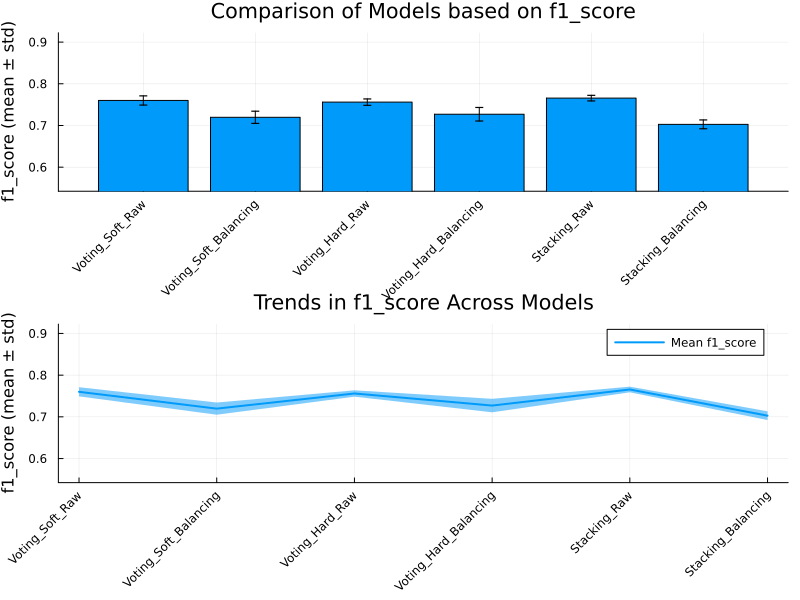 Comparison of Models based on f1_score
f1_score (mean ± std)
0.9
0.8
0.7
0.6
Voting_Soft_Raw
Voting_Soft_Balancing
Voting_Hard_Raw
Voting_Hard_Balancing
Stacking_Raw
Stacking_Balancing
Trends in f1_score Across Models
f1_score (mean ± std)
0.9
0.8
0.7
0.6
Mean f1_score
Voting_Soft_Raw
Voting_Soft_Balancing
Voting_Hard_Raw
Voting_Hard_Balancing
Stacking_Raw
Stacking_Balancing